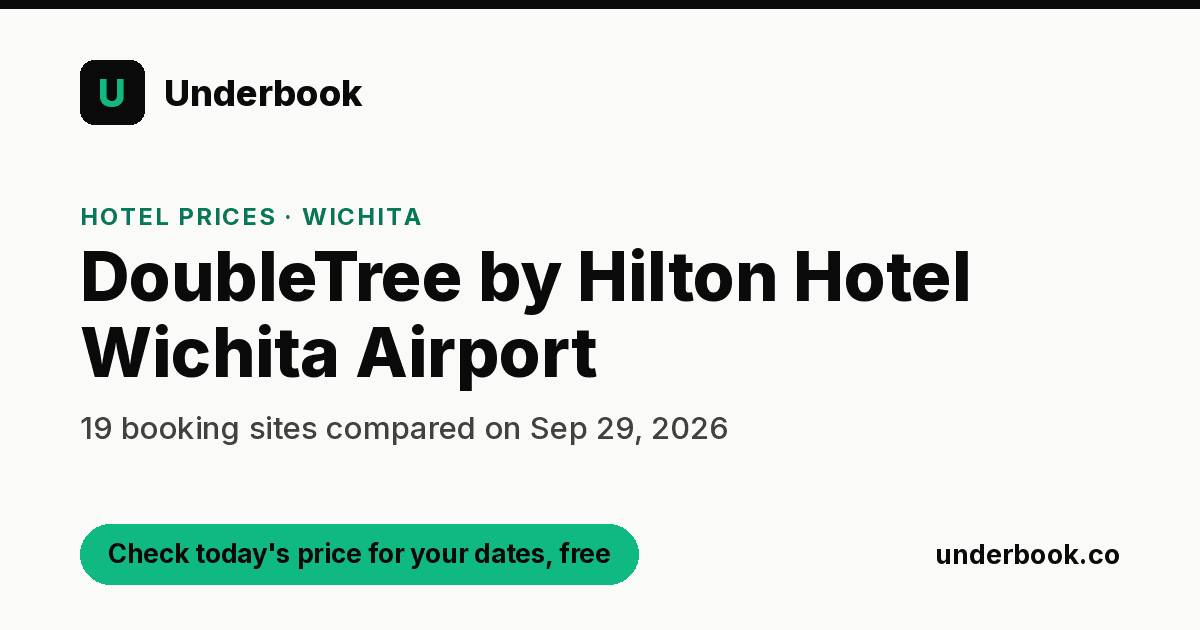 U Underbook
HOTEL PRICES · WICHITA
DoubleTree by Hilton Hotel
Wichita Airport
19 booking sites compared on Sep 29, 2026
Check today's price for your dates, free
underbook.co